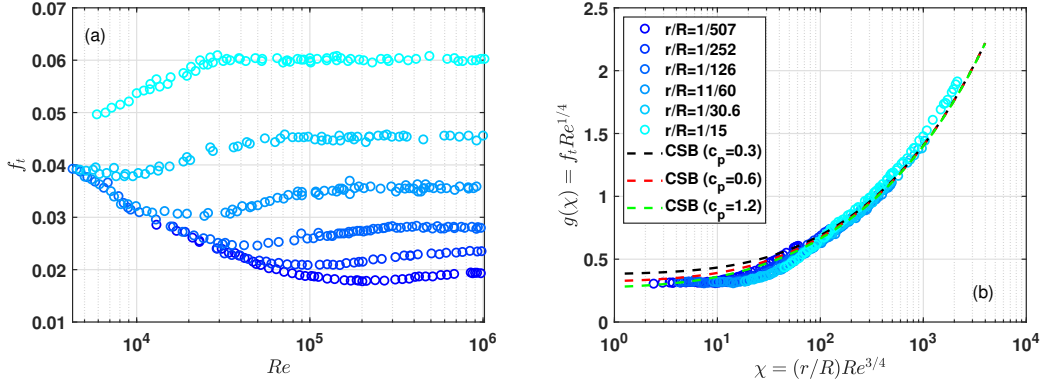 (a)
0.07
0.06
0.05
0.04
0.03
0.02
0.01
f_t
10^4
10^5
10^6
Re
(b)
2.5
2
1.5
1
0.5
0
g(χ) = f_t Re^{1/4}
r/R=1/507
r/R=1/252
r/R=1/126
r/R=11/60
r/R=1/30.6
r/R=1/15
CSB (c_p=0.3)
CSB (c_p=0.6)
CSB (c_p=1.2)
10^0
10^1
10^2
10^3
10^4
χ = (r/R)Re^{3/4}